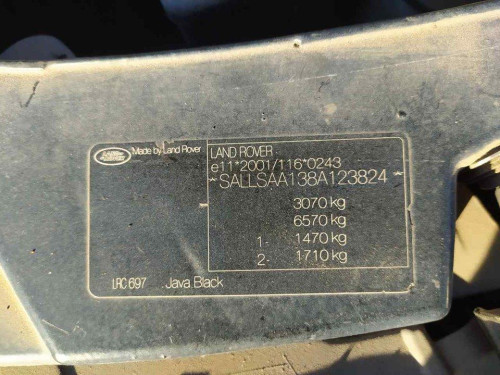 LAND ROVER
Made by Land Rover
LAND ROVER
e11*2001/116*0243
*SALLSAA138A123824*
3070 kg
6570 kg
1- 1470 kg
2- 1710 kg
LRC 697 Java Black